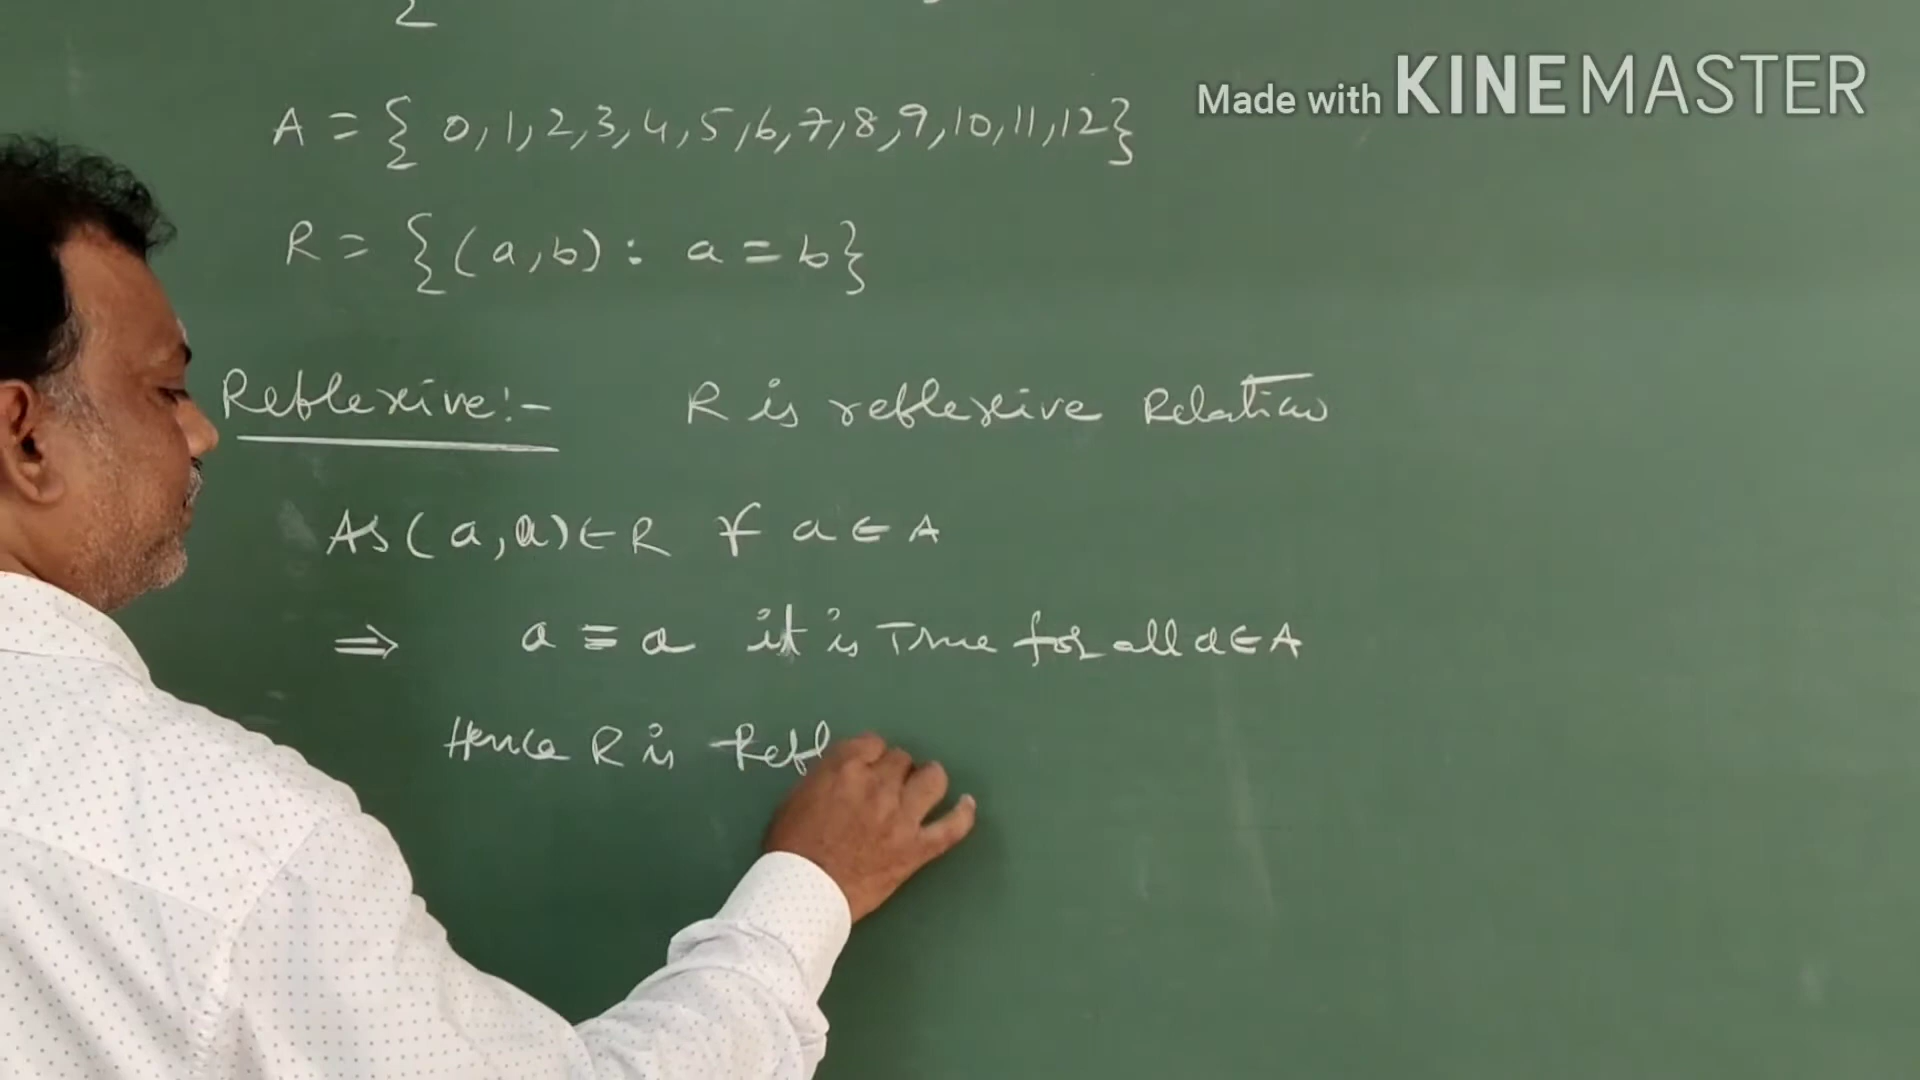 2
Made with KINEMASTER
A = { 0, 1, 2, 3, 4, 5, 6, 7, 8, 9, 10, 11, 12}
R = {(a, b) : a = b}
Reflexive:- R is reflexive Relation
As (a, a) ∈ R ∀ a ∈ A
⇒ a = a it is True for all a ∈ A
Hence R is Refl